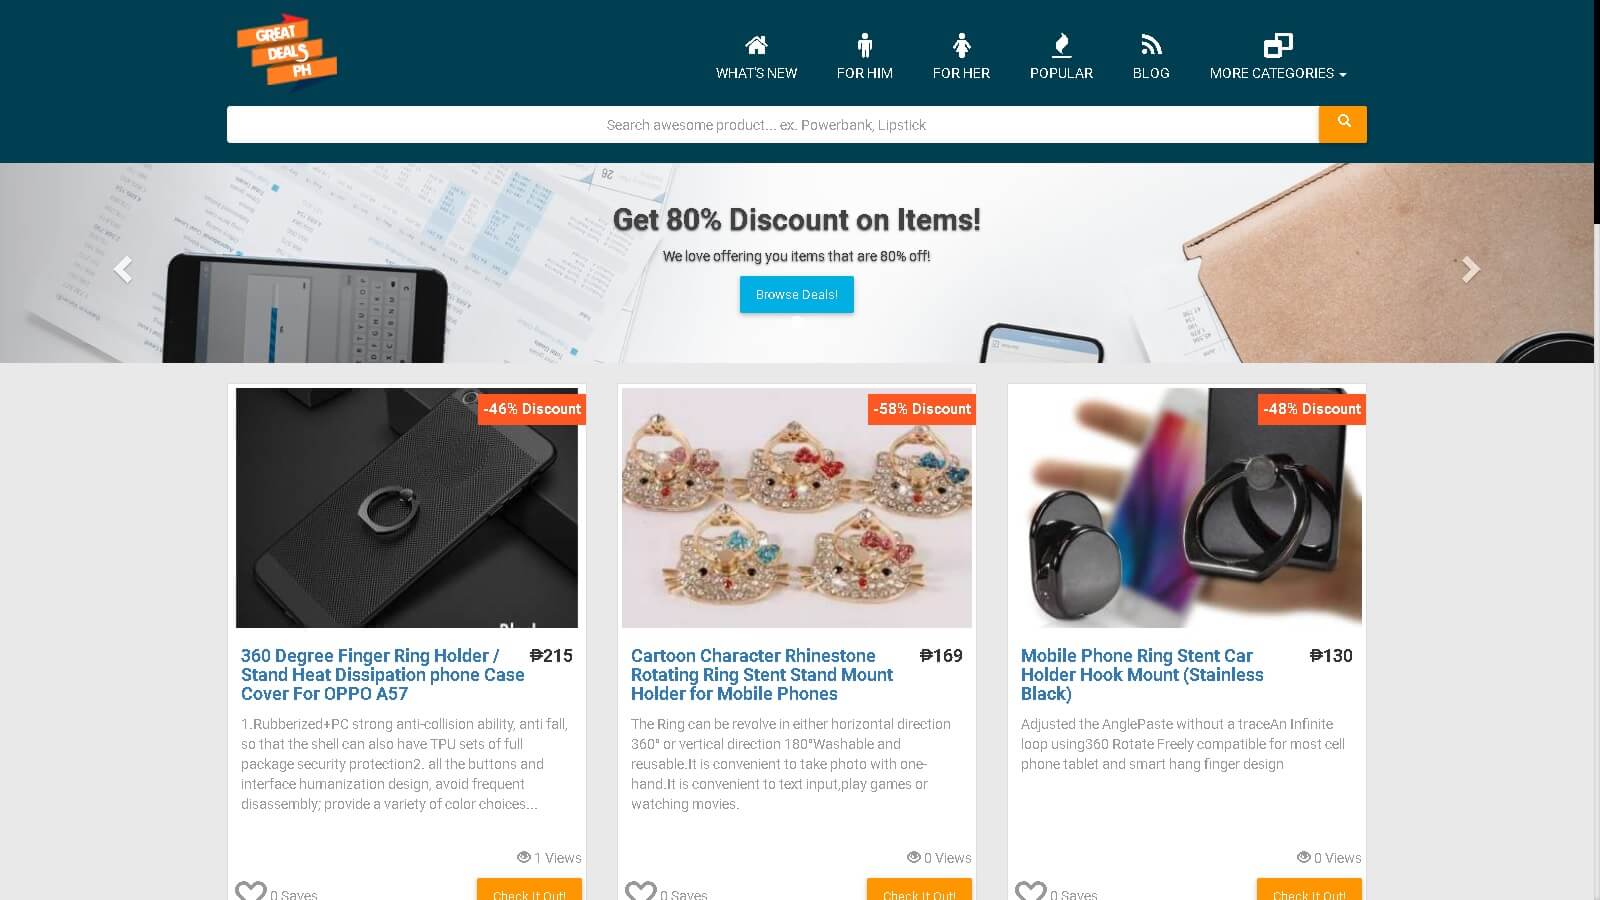 GREAT
DEALS
PH
WHAT'S NEW
FOR HIM
FOR HER
POPULAR
BLOG
MORE CATEGORIES
Search awesome product... ex. Powerbank, Lipstick
Get 80% Discount on Items!
We love offering you items that are 80% off!
Browse Deals!
-46% Discount
360 Degree Finger Ring Holder / ₱215
Stand Heat Dissipation phone Case
Cover For OPPO A57
1.Rubberized+PC strong anti-collision ability, anti fall,
so that the shell can also have TPU sets of full
package security protection2. all the buttons and
interface humanization design, avoid frequent
disassembly; provide a variety of color choices...
1 Views
0 Saves
Check It Out!
-58% Discount
Cartoon Character Rhinestone ₱169
Rotating Ring Stent Stand Mount
Holder for Mobile Phones
The Ring can be revolve in either horizontal direction
360° or vertical direction 180°Washable and
reusable.It is convenient to take photo with one-
hand.It is convenient to text input,play games or
watching movies.
0 Views
0 Saves
Check It Out!
-48% Discount
Mobile Phone Ring Stent Car ₱130
Holder Hook Mount (Stainless
Black)
Adjusted the AnglePaste without a traceAn Infinite
loop using360 Rotate Freely compatible for most cell
phone tablet and smart hang finger design
0 Views
0 Saves
Check It Out!